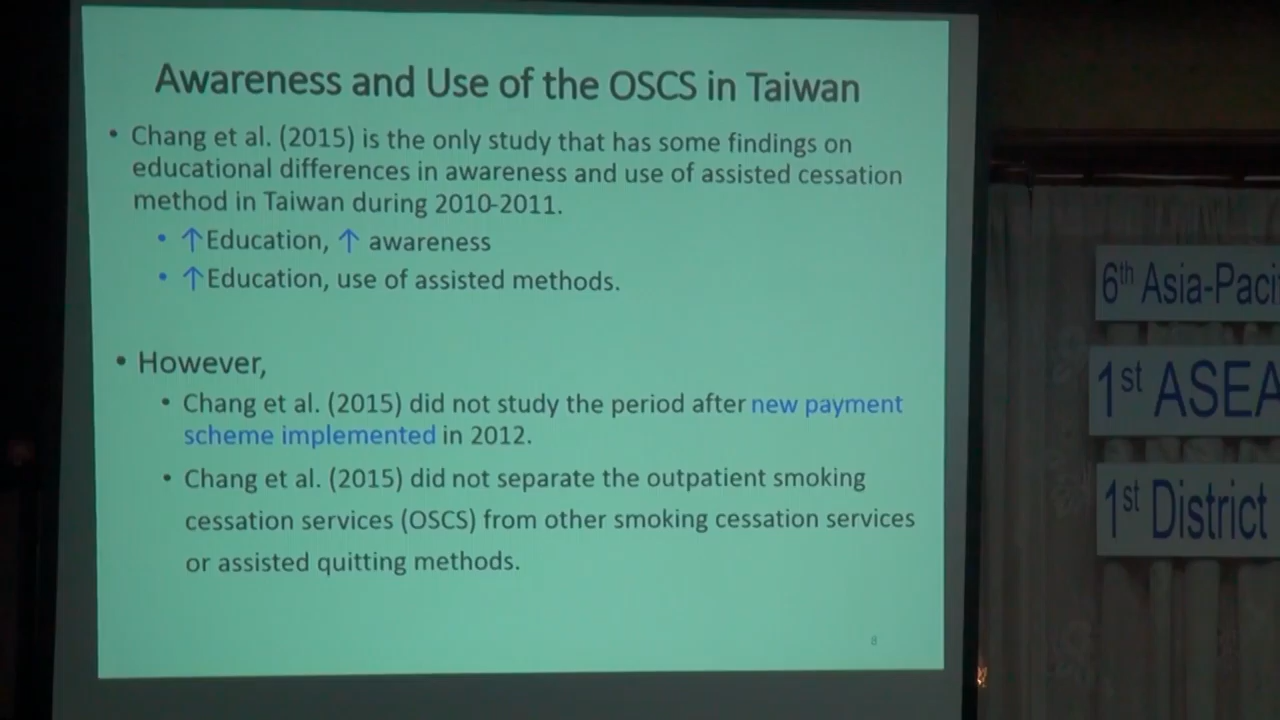 Awareness and Use of the OSCS in Taiwan
• Chang et al. (2015) is the only study that has some findings on
educational differences in awareness and use of assisted cessation
method in Taiwan during 2010-2011.
• ↑Education, ↑ awareness
• ↑Education, use of assisted methods.
• However,
• Chang et al. (2015) did not study the period after new payment
scheme implemented in 2012.
• Chang et al. (2015) did not separate the outpatient smoking
cessation services (OSCS) from other smoking cessation services
or assisted quitting methods.
8
6th Asia-Paci
1st ASEA
1st District